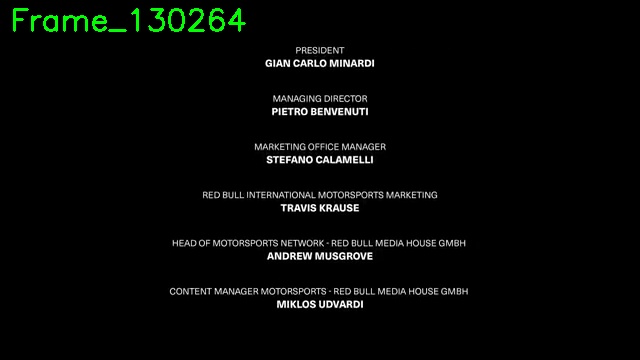 Frame_130264
PRESIDENT
GIAN CARLO MINARDI
MANAGING DIRECTOR
PIETRO BENVENUTI
MARKETING OFFICE MANAGER
STEFANO CALAMELLI
RED BULL INTERNATIONAL MOTORSPORTS MARKETING
TRAVIS KRAUSE
HEAD OF MOTORSPORTS NETWORK - RED BULL MEDIA HOUSE GMBH
ANDREW MUSGROVE
CONTENT MANAGER MOTORSPORTS - RED BULL MEDIA HOUSE GMBH
MIKLOS UDVARDI